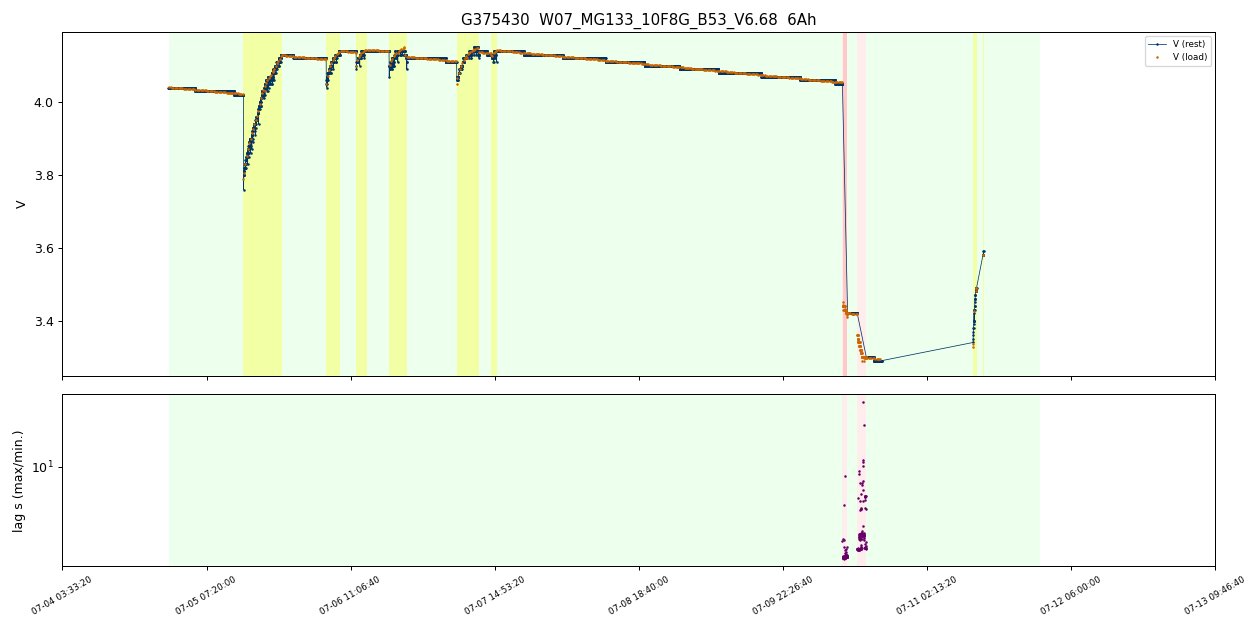 G375430 W07_MG133_10F8G_B53_V6.68 6Ah
V (rest)
V (load)
V
4.0
3.8
3.6
3.4
lag s (max/min.)
10^1
07-04 03:33:20
07-05 07:20:00
07-06 11:06:40
07-07 14:53:20
07-08 18:40:00
07-09 22:26:40
07-11 02:13:20
07-12 06:00:00
07-13 09:46:40